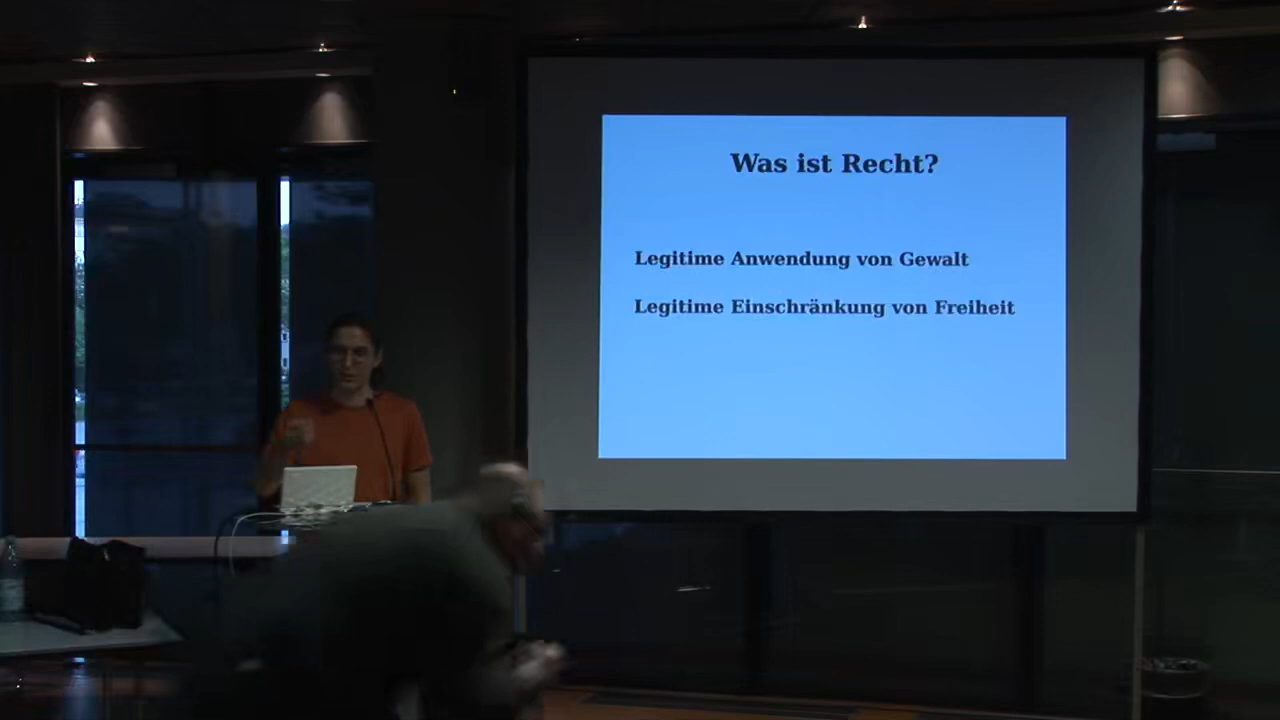 Was ist Recht?
Legitime Anwendung von Gewalt
Legitime Einschränkung von Freiheit